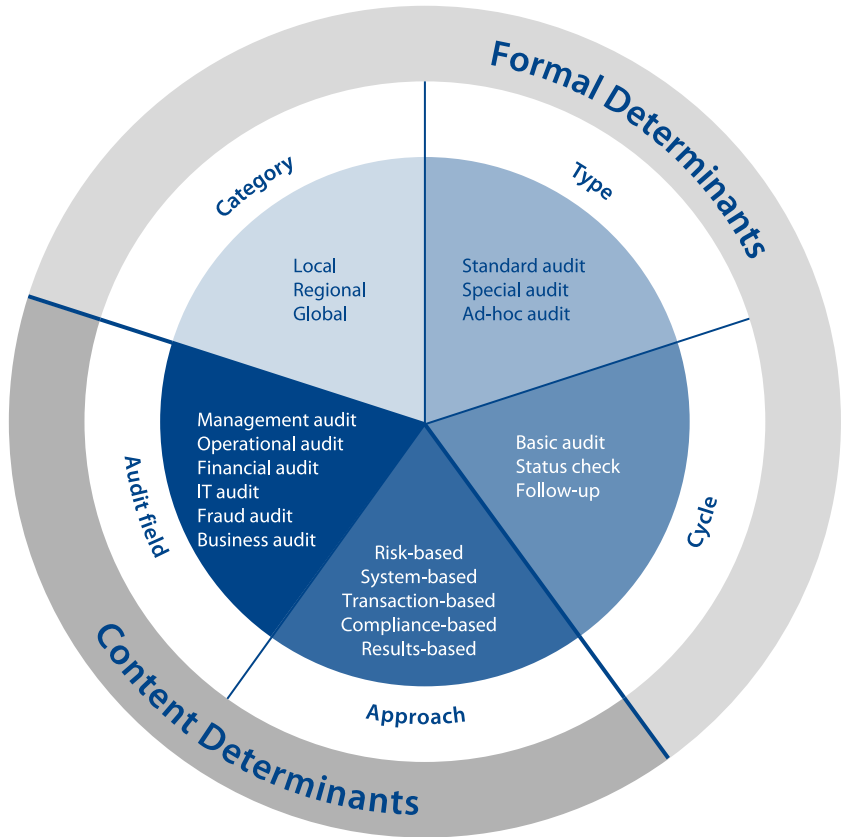 Formal Determinants
Category
Local
Regional
Global
Type
Standard audit
Special audit
Ad-hoc audit
Cycle
Basic audit
Status check
Follow-up
Content Determinants
Audit field
Management audit
Operational audit
Financial audit
IT audit
Fraud audit
Business audit
Approach
Risk-based
System-based
Transaction-based
Compliance-based
Results-based